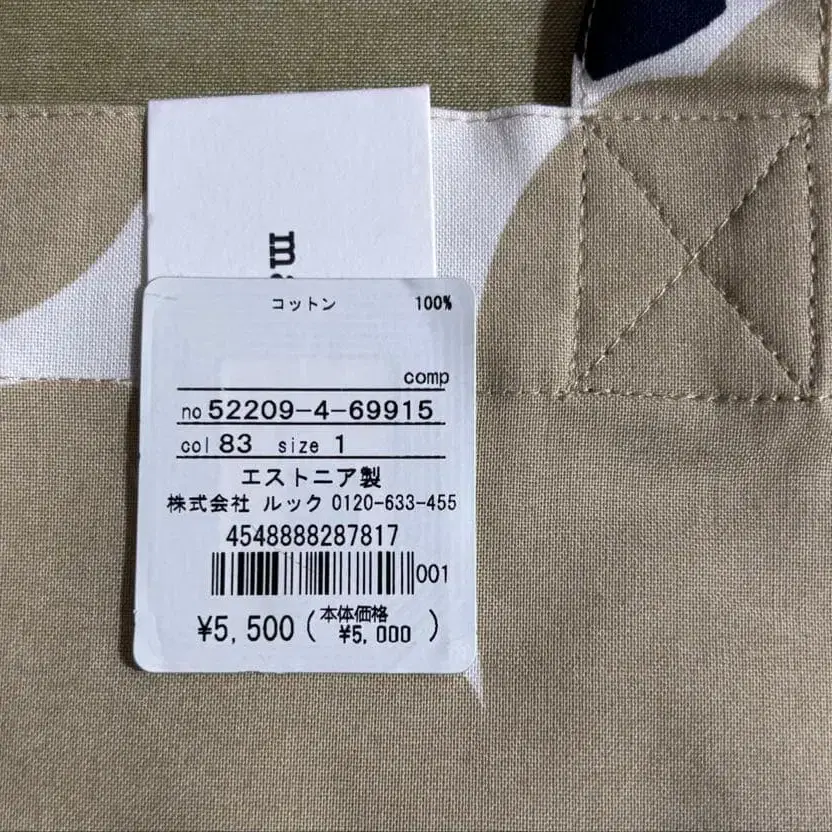 コットン 100%
comp
no 52209-4-69915
col 83 size 1
エストニア製
株式会社 ルック 0120-633-455
4548888287817
001
¥5,500 (本体価格 ¥5,000)